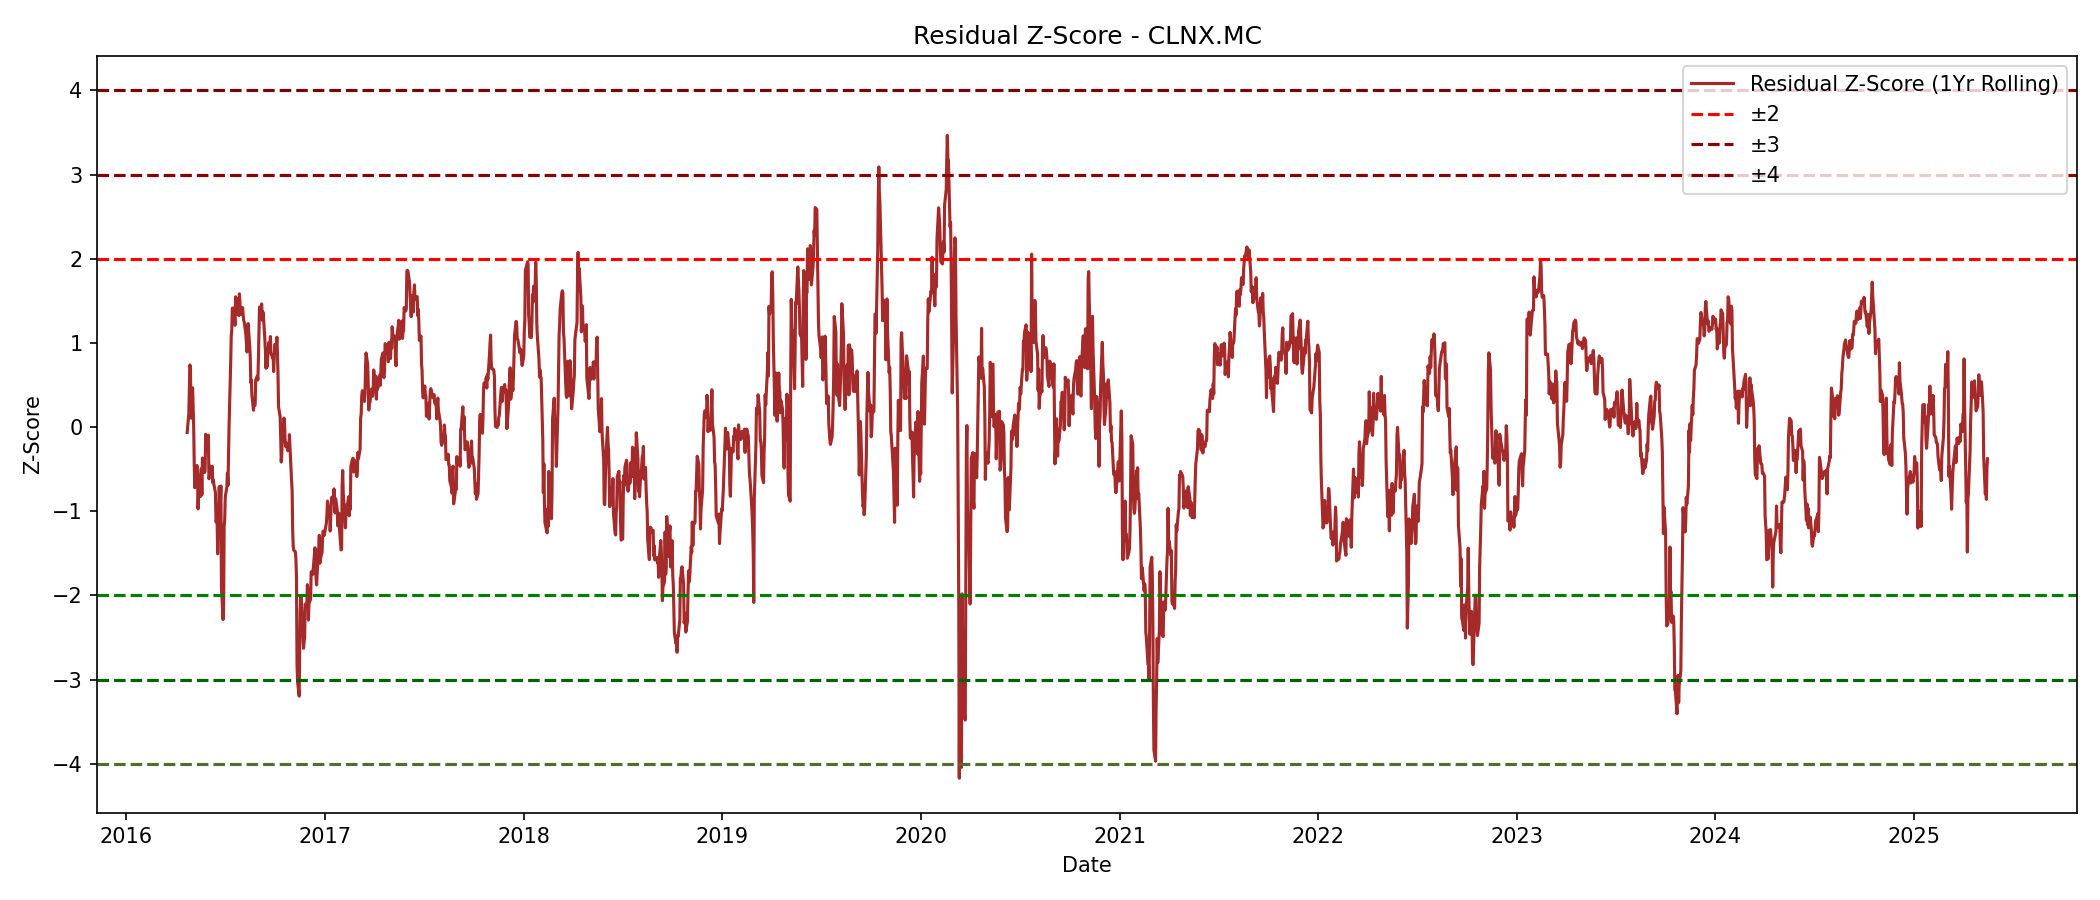 Residual Z-Score - CLNX.MC
4
3
2
1
0
−1
−2
−3
−4
Z-Score
Residual Z-Score (1Yr Rolling)
±2
±3
±4
2016 2017 2018 2019 2020 2021 2022 2023 2024 2025
Date